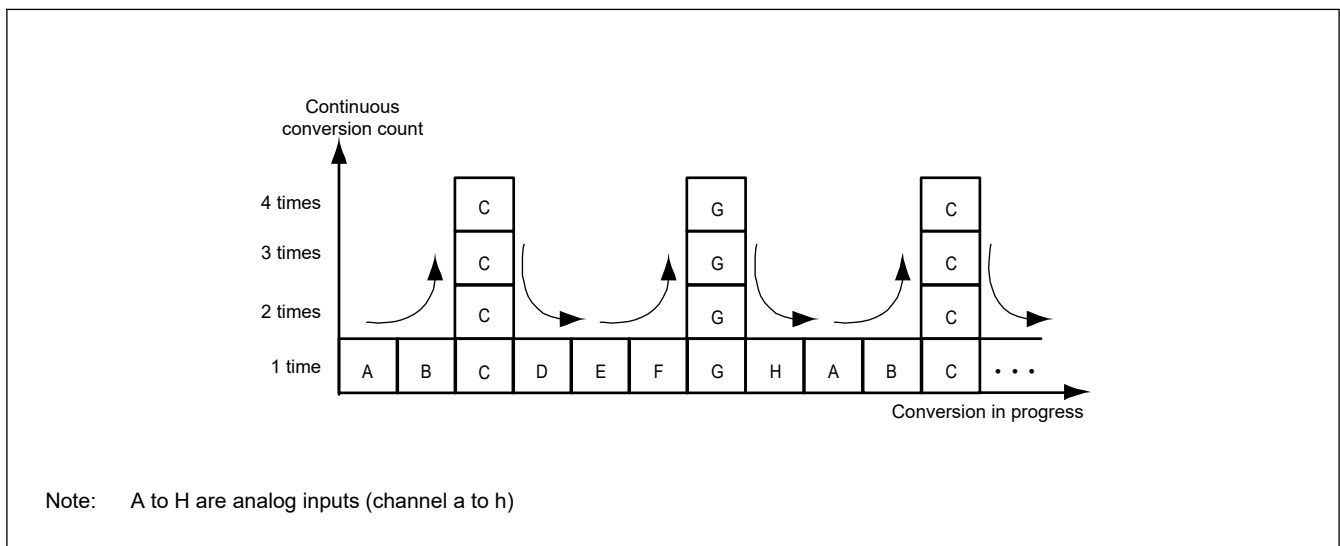 Continuous
conversion count
4 times C G C
3 times C G C
2 times C G C
1 time A B C D E F G H A B C • • •
Conversion in progress
Note: A to H are analog inputs (channel a to h)